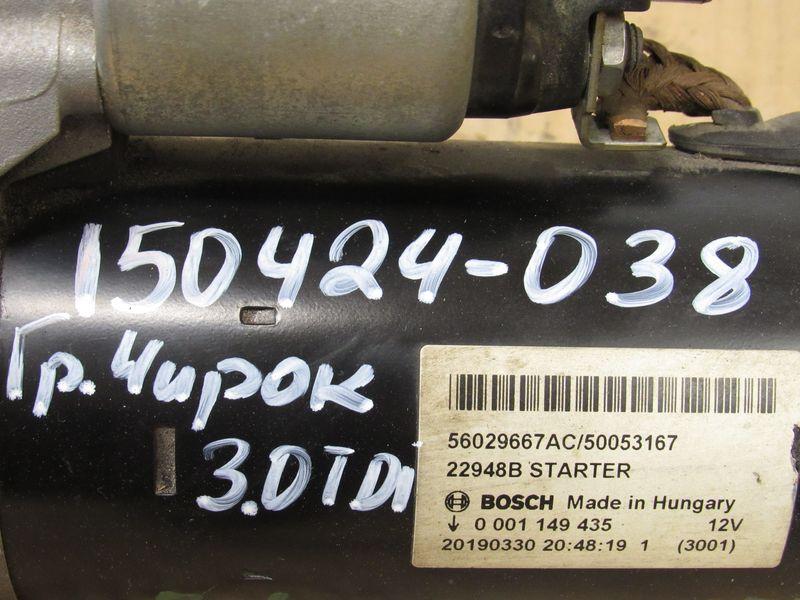 150424-038
Гр. Чирок
3.0TDI
56029667AC/50053167
22948B STARTER
BOSCH Made in Hungary
0 001 149 435 12V
20190330 20:48:19 1 (3001)